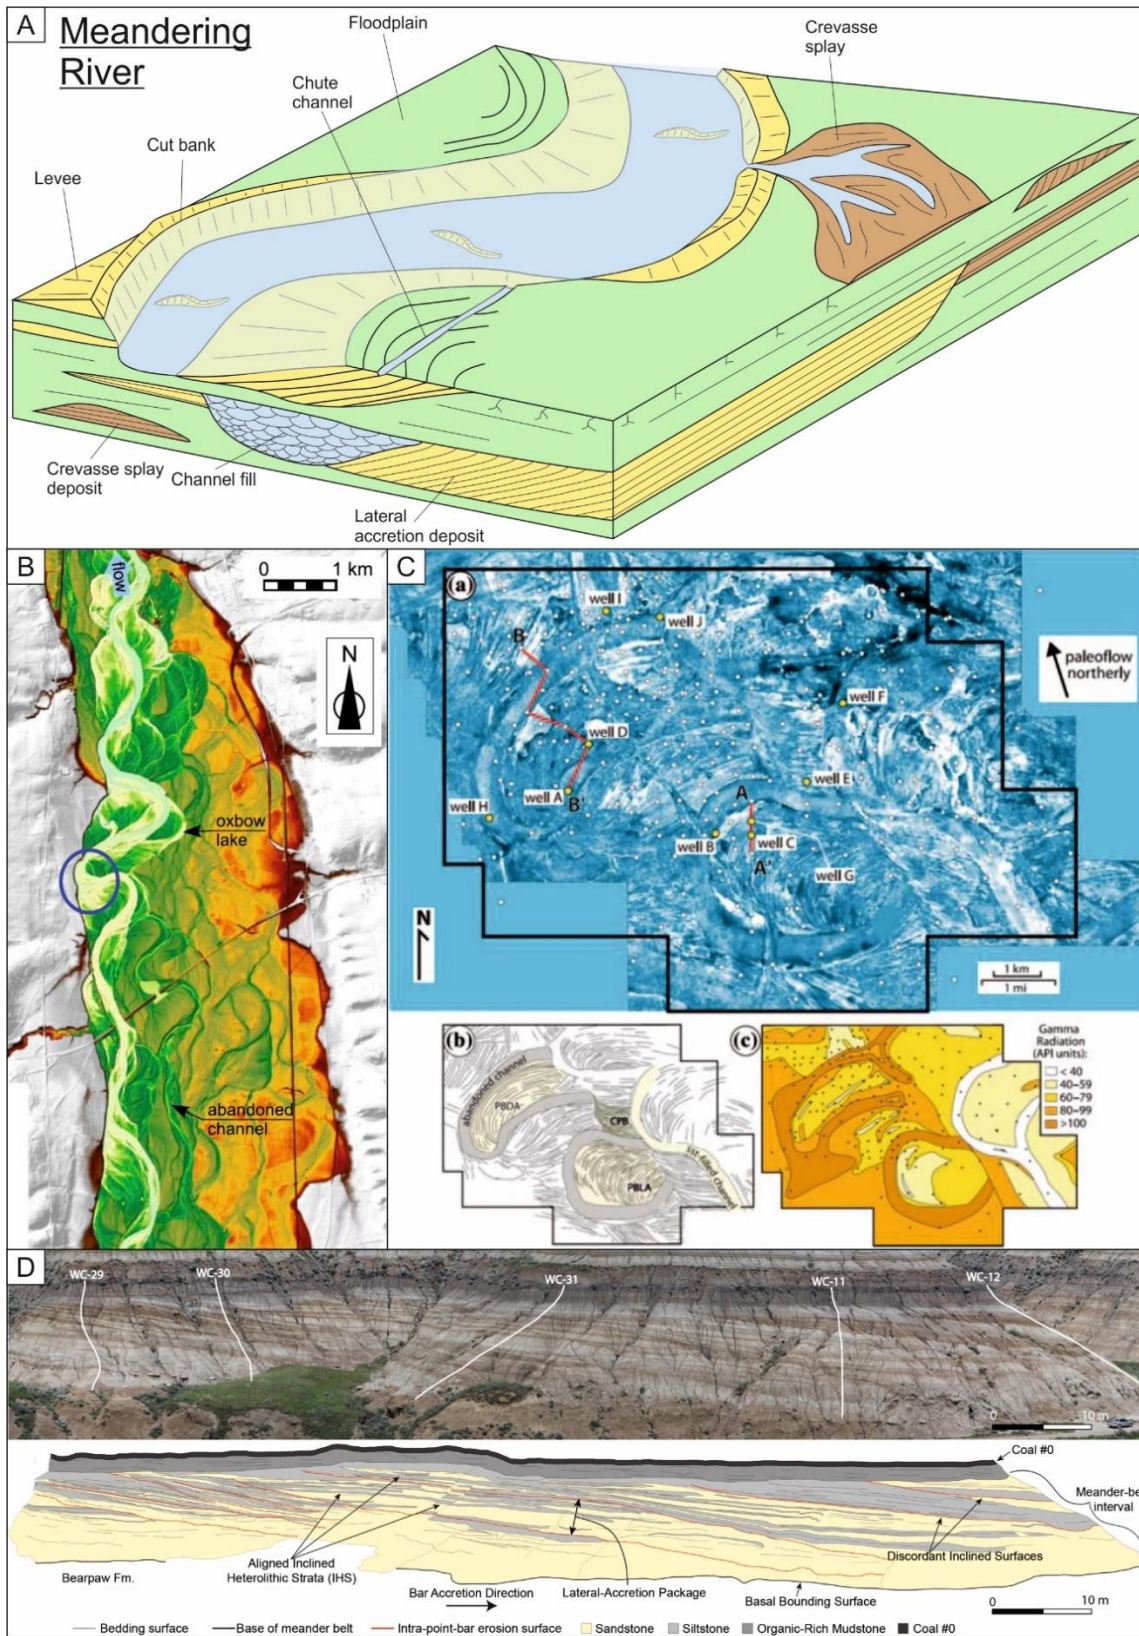 A
Meandering
River
Floodplain
Crevasse
splay
Chute
channel
Cut bank
Levee
Crevasse splay
deposit
Channel fill
Lateral
accretion deposit
B
flow
0 1 km
N
oxbow
lake
abandoned
channel
C
(a)
well I
well J
B
paleoflow
northerly
well F
well D
well A
B'
well E
well H
A
well B
well C
A'
well G
N
1 km
1 mi
(b)
abandoned channel
PBDA
CPB
PBLA
sst-filled channel
(c)
Gamma
Radiation
(API units):
< 40
40–59
60–79
80–99
>100
D
WC-29
WC-30
WC-31
WC-11
WC-12
0 10 m
Coal #0
Meander-be
interval
Aligned Inclined
Heterolithic Strata (IHS)
Discordant Inclined Surfaces
Bearpaw Fm.
Bar Accretion Direction
Lateral-Accretion Package
Basal Bounding Surface
0 10 m
Bedding surface
Base of meander belt
Intra-point-bar erosion surface
Sandstone
Siltstone
Organic-Rich Mudstone
Coal #0